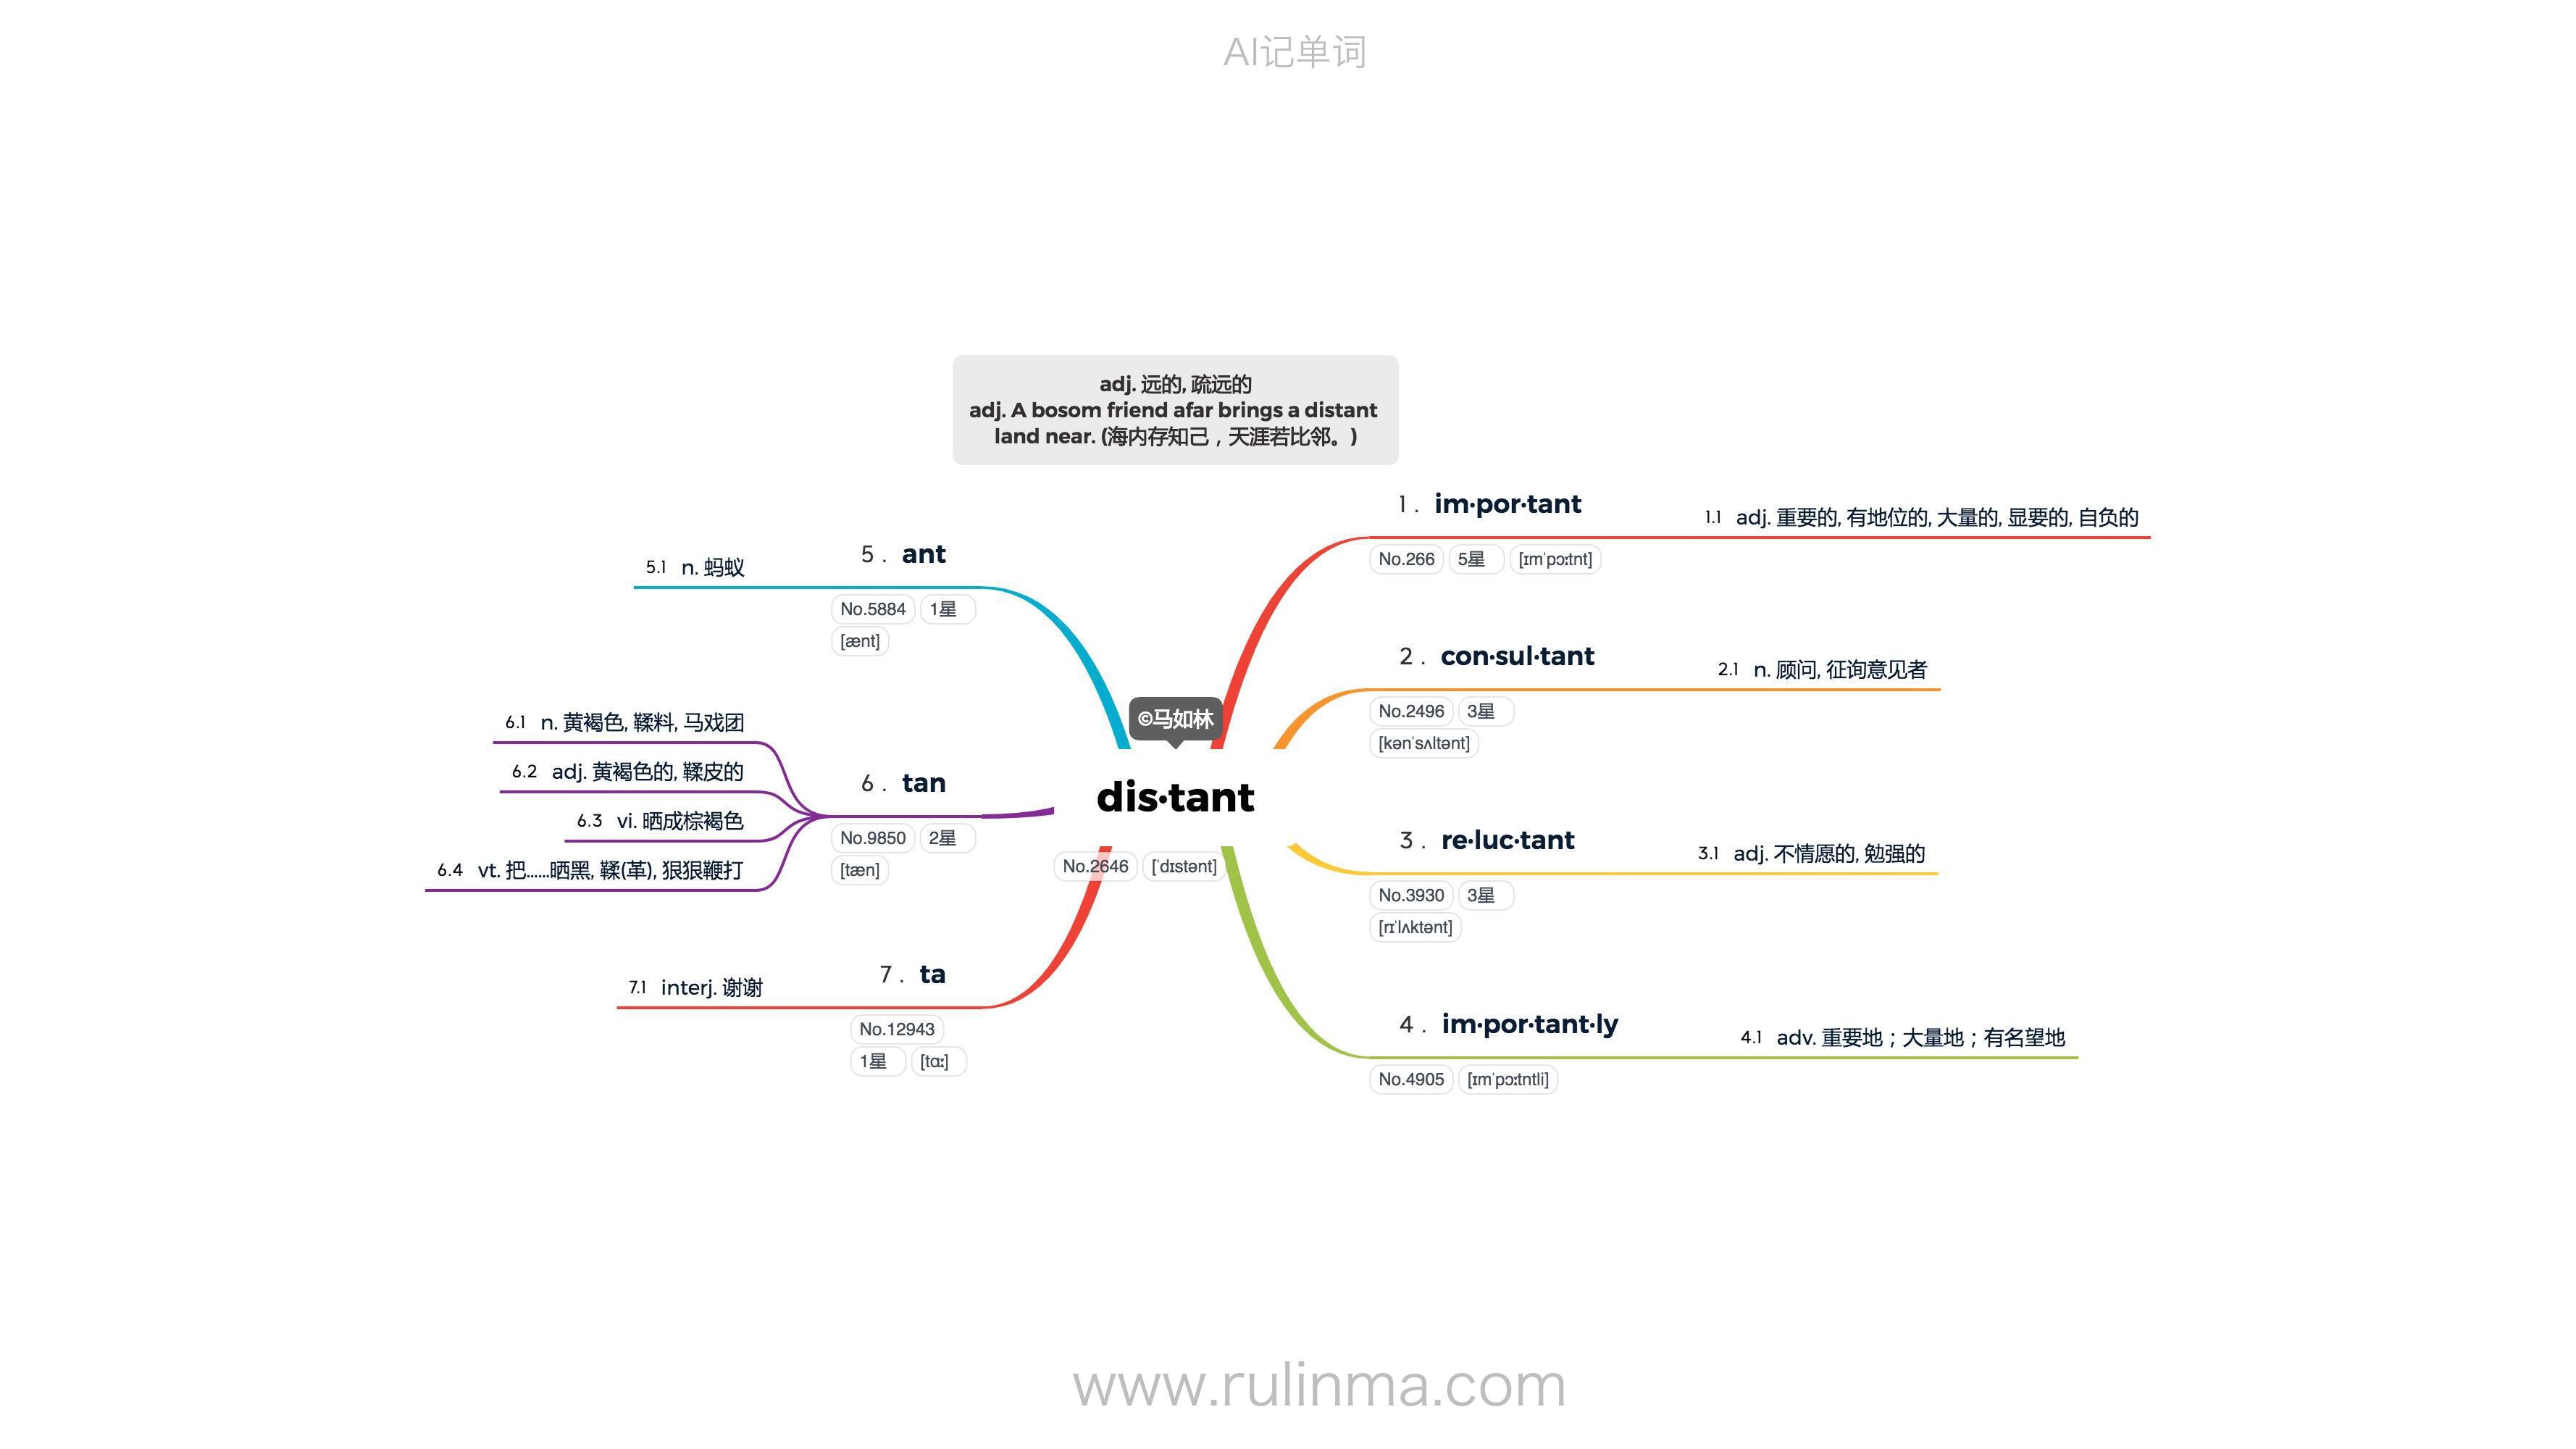 AI记单词
adj. 远的, 疏远的
adj. A bosom friend afar brings a distant
land near. (海内存知己，天涯若比邻。)
©马如林
dis·tant
No.2646 [ˈdɪstənt]
1. im·por·tant
No.266 5星 [ɪmˈpɔːtnt]
1.1 adj. 重要的, 有地位的, 大量的, 显要的, 自负的
2. con·sul·tant
No.2496 3星
[kənˈsʌltənt]
2.1 n. 顾问, 征询意见者
3. re·luc·tant
No.3930 3星
[rɪˈlʌktənt]
3.1 adj. 不情愿的, 勉强的
4. im·por·tant·ly
No.4905 [ɪmˈpɔːtntli]
4.1 adv. 重要地；大量地；有名望地
5. ant
No.5884 1星
[ænt]
5.1 n. 蚂蚁
6. tan
No.9850 2星
[tæn]
6.1 n. 黄褐色, 鞣料, 马戏团
6.2 adj. 黄褐色的, 鞣皮的
6.3 vi. 晒成棕褐色
6.4 vt. 把……晒黑, 鞣(革), 狠狠鞭打
7. ta
No.12943
1星 [tɑː]
7.1 interj. 谢谢
www.rulinma.com